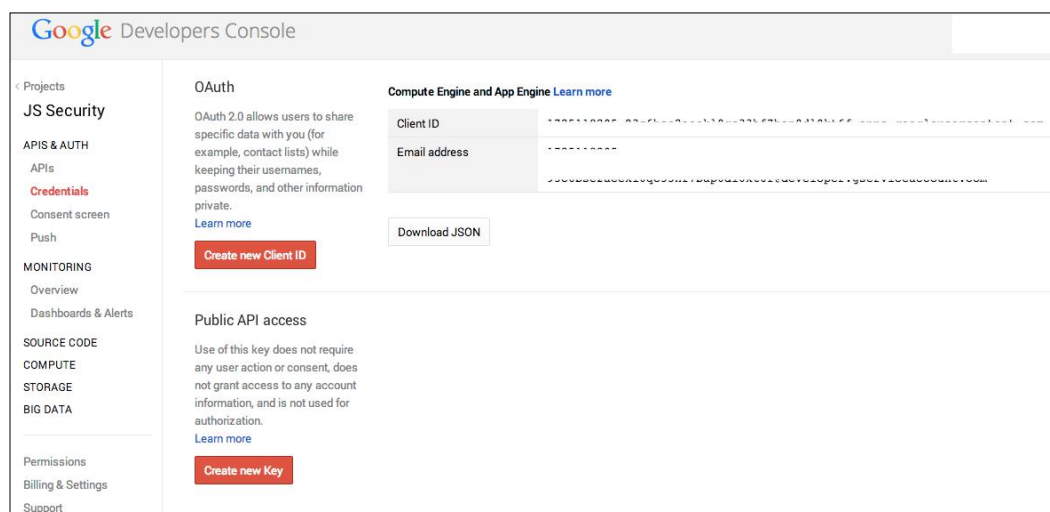 Google Developers Console
< Projects
JS Security
APIS & AUTH
APIs
Credentials
Consent screen
Push
MONITORING
Overview
Dashboards & Alerts
SOURCE CODE
COMPUTE
STORAGE
BIG DATA
Permissions
Billing & Settings
Support
OAuth
OAuth 2.0 allows users to share
specific data with you (for
example, contact lists) while
keeping their usernames,
passwords, and other information
private.
Learn more
Create new Client ID
Compute Engine and App Engine Learn more
Client ID
Email address
Download JSON
Public API access
Use of this key does not require
any user action or consent, does
not grant access to any account
information, and is not used for
authorization.
Learn more
Create new Key